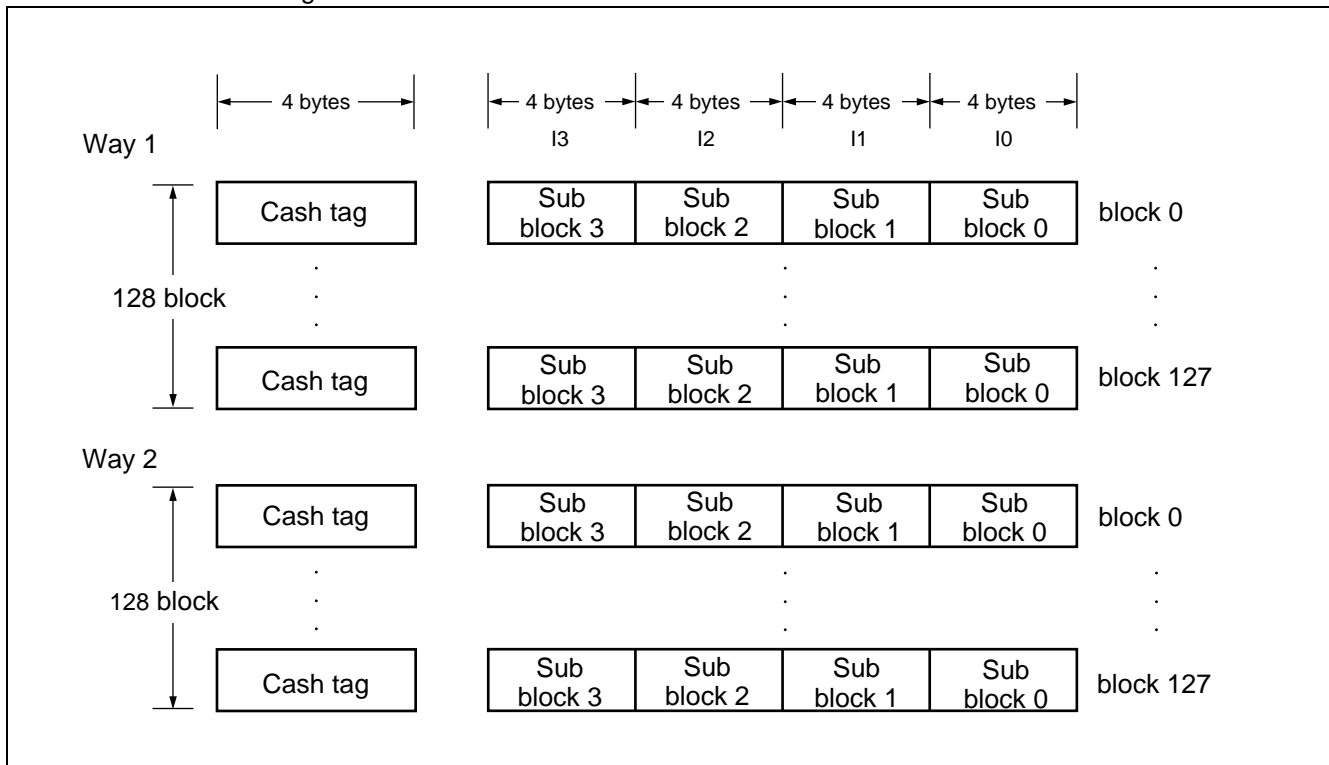 4 bytes 4 bytes 4 bytes 4 bytes 4 bytes
I3 I2 I1 I0
Way 1
Cash tag Sub block 3 Sub block 2 Sub block 1 Sub block 0 block 0
128 block
Cash tag Sub block 3 Sub block 2 Sub block 1 Sub block 0 block 127
Way 2
Cash tag Sub block 3 Sub block 2 Sub block 1 Sub block 0 block 0
128 block
Cash tag Sub block 3 Sub block 2 Sub block 1 Sub block 0 block 127